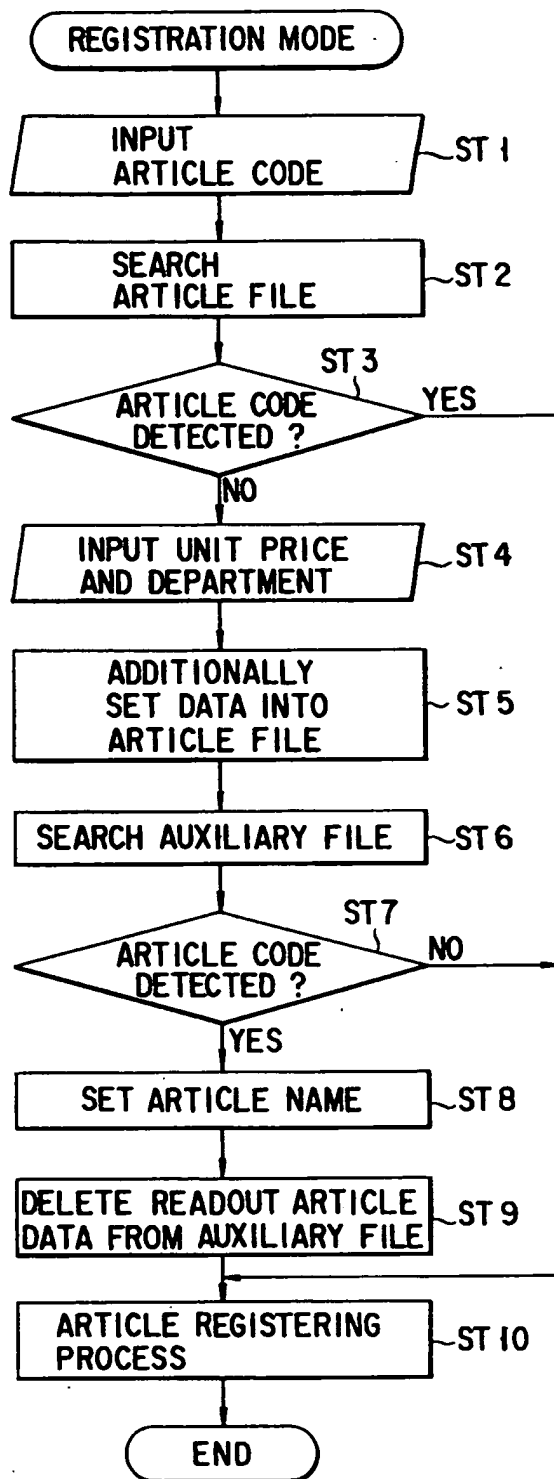 REGISTRATION MODE
INPUT
ARTICLE CODE
ST 1
SEARCH
ARTICLE FILE
ST 2
ST 3
ARTICLE CODE
DETECTED ?
YES
NO
INPUT UNIT PRICE
AND DEPARTMENT
ST 4
ADDITIONALLY
SET DATA INTO
ARTICLE FILE
ST 5
SEARCH AUXILIARY FILE
ST 6
ST 7
ARTICLE CODE
DETECTED ?
NO
YES
SET ARTICLE NAME
ST 8
DELETE READOUT ARTICLE
DATA FROM AUXILIARY FILE
ST 9
ARTICLE REGISTERING
PROCESS
ST 10
END